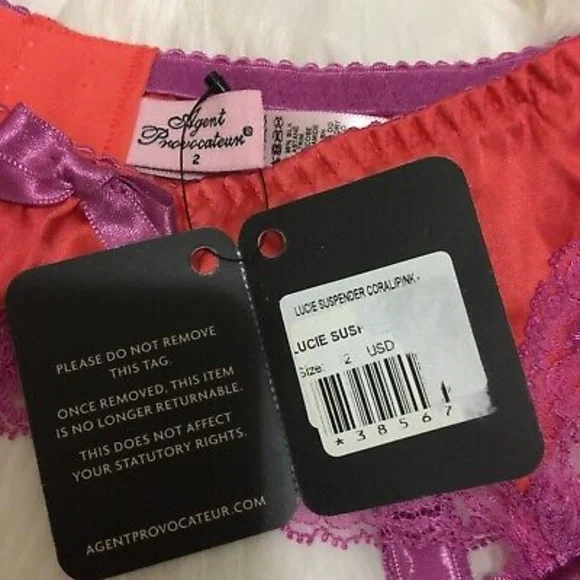 Agent
Provocateur®
2
PLEASE DO NOT REMOVE
THIS TAG.
ONCE REMOVED, THIS ITEM
IS NO LONGER RETURNABLE.
THIS DOES NOT AFFECT
YOUR STATUTORY RIGHTS.
AGENTPROVOCATEUR.COM
LUCIE SUSPENDER CORAL/PINK
LUCIE SUS
Size: 2 USD
*38567